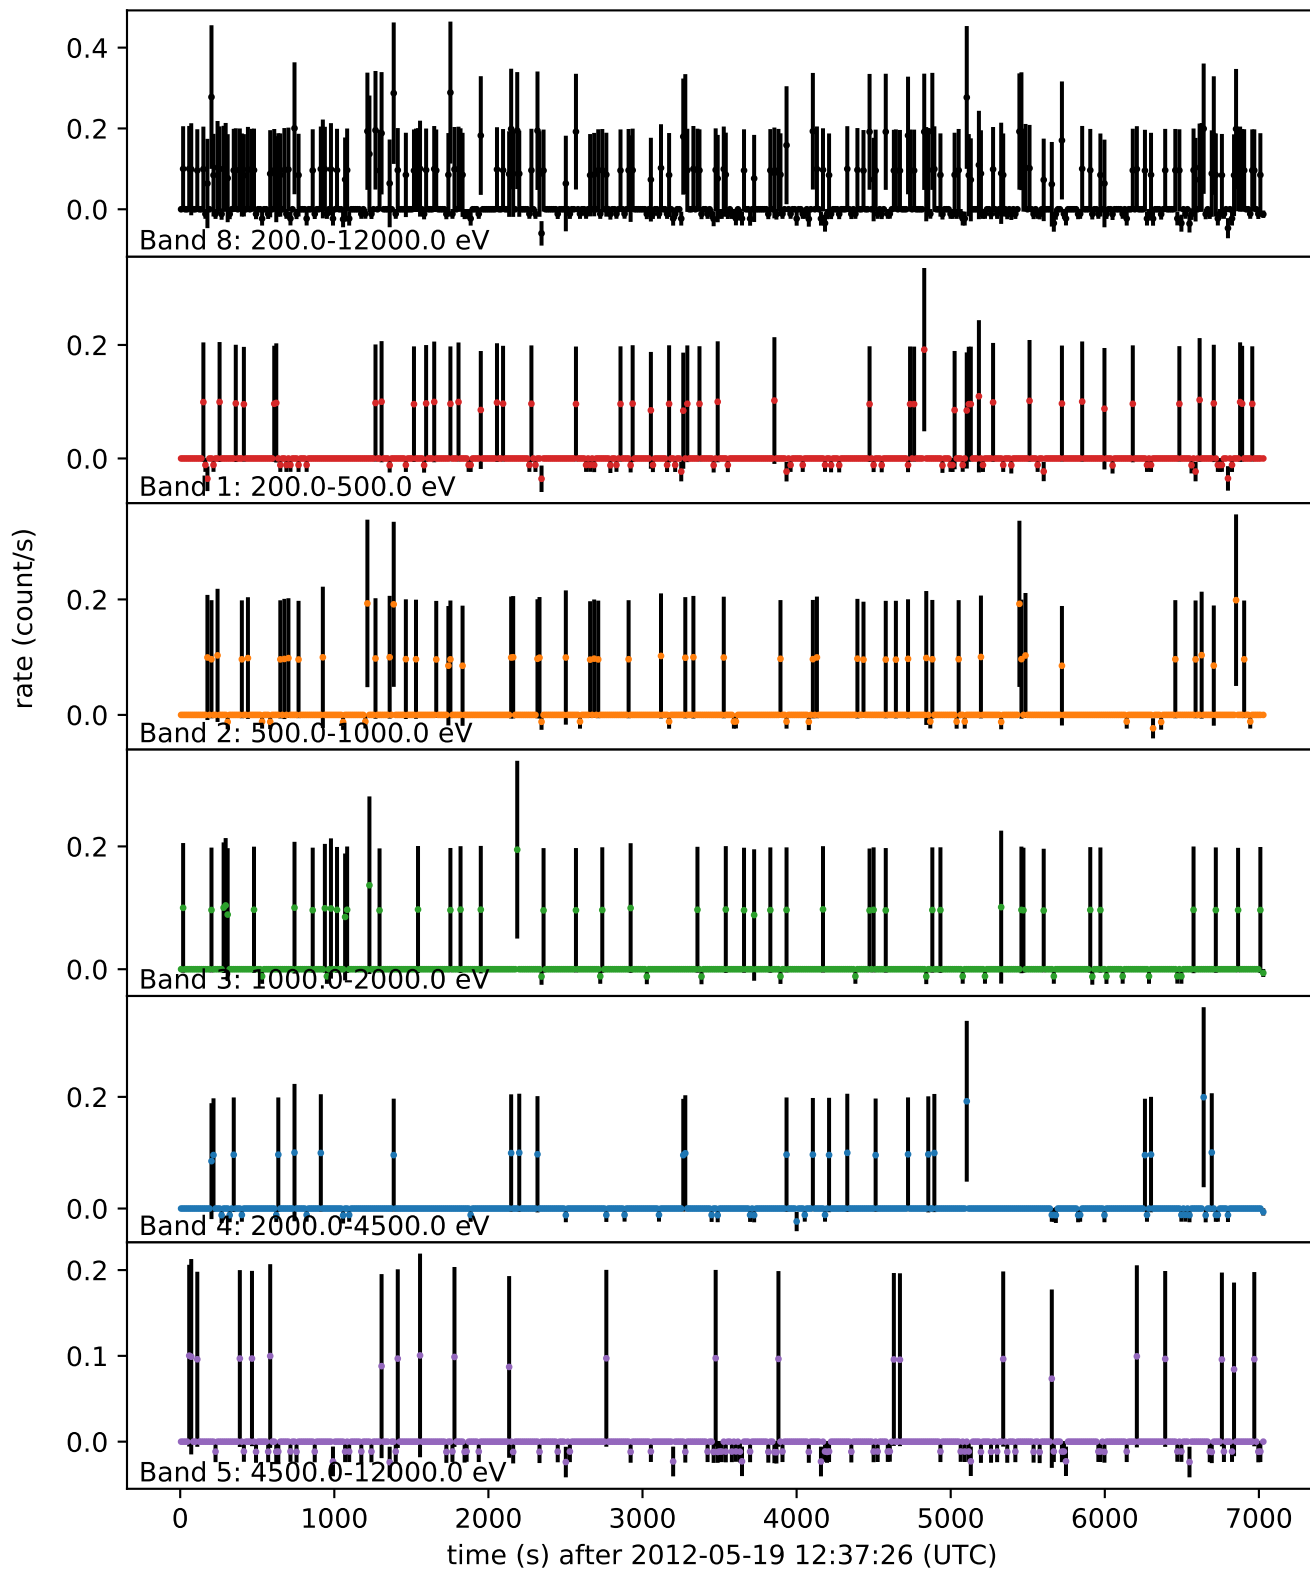 0.4
0.2
0.0
Band 8: 200.0-12000.0 eV
0.2
0.0
Band 1: 200.0-500.0 eV
0.2
0.0
Band 2: 500.0-1000.0 eV
rate (count/s)
0.2
0.0
Band 3: 1000.0-2000.0 eV
0.2
0.0
Band 4: 2000.0-4500.0 eV
0.2
0.1
0.0
Band 5: 4500.0-12000.0 eV
0 1000 2000 3000 4000 5000 6000 7000
time (s) after 2012-05-19 12:37:26 (UTC)